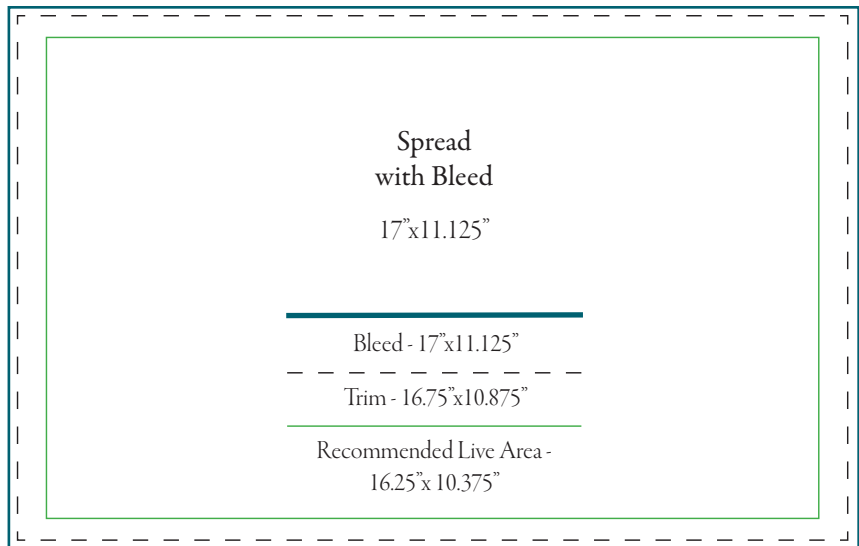 Spread
with Bleed
17”x11.125”
Bleed - 17”x11.125”
Trim - 16.75”x10.875”
Recommended Live Area -
16.25”x 10.375”